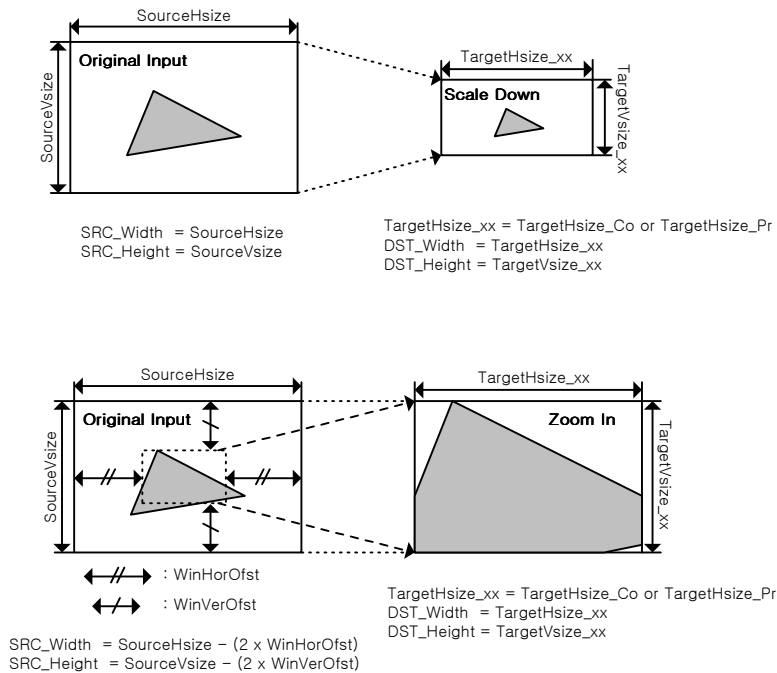 SourceHsize
Original Input
SourceVsize
TargetHsize_xx
Scale Down
TargetVsize_xx
SRC_Width = SourceHsize
SRC_Height = SourceVsize
TargetHsize_xx = TargetHsize_Co or TargetHsize_Pr
DST_Width = TargetHsize_xx
DST_Height = TargetVsize_xx
SourceHsize
Original Input
SourceVsize
TargetHsize_xx
Zoom In
TargetVsize_xx
: WinHorOfst
: WinVerOfst
SRC_Width = SourceHsize - (2 x WinHorOfst)
SRC_Height = SourceVsize - (2 x WinVerOfst)
TargetHsize_xx = TargetHsize_Co or TargetHsize_Pr
DST_Width = TargetHsize_xx
DST_Height = TargetVsize_xx